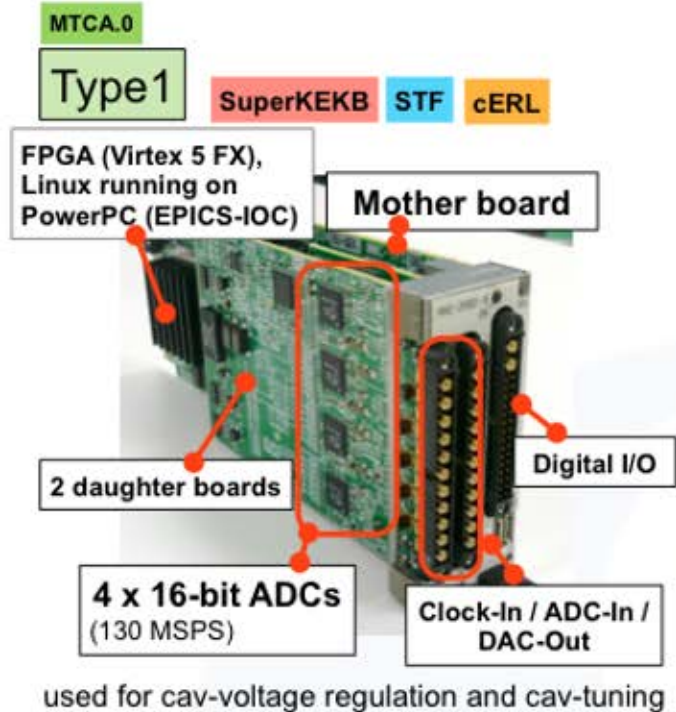 MTCA.0
Type1
SuperKEKB STF cERL
FPGA (Virtex 5 FX),
Linux running on
PowerPC (EPICS-IOC)
Mother board
Digital I/O
2 daughter boards
4 x 16-bit ADCs
(130 MSPS)
Clock-In / ADC-In /
DAC-Out
used for cav-voltage regulation and cav-tuning